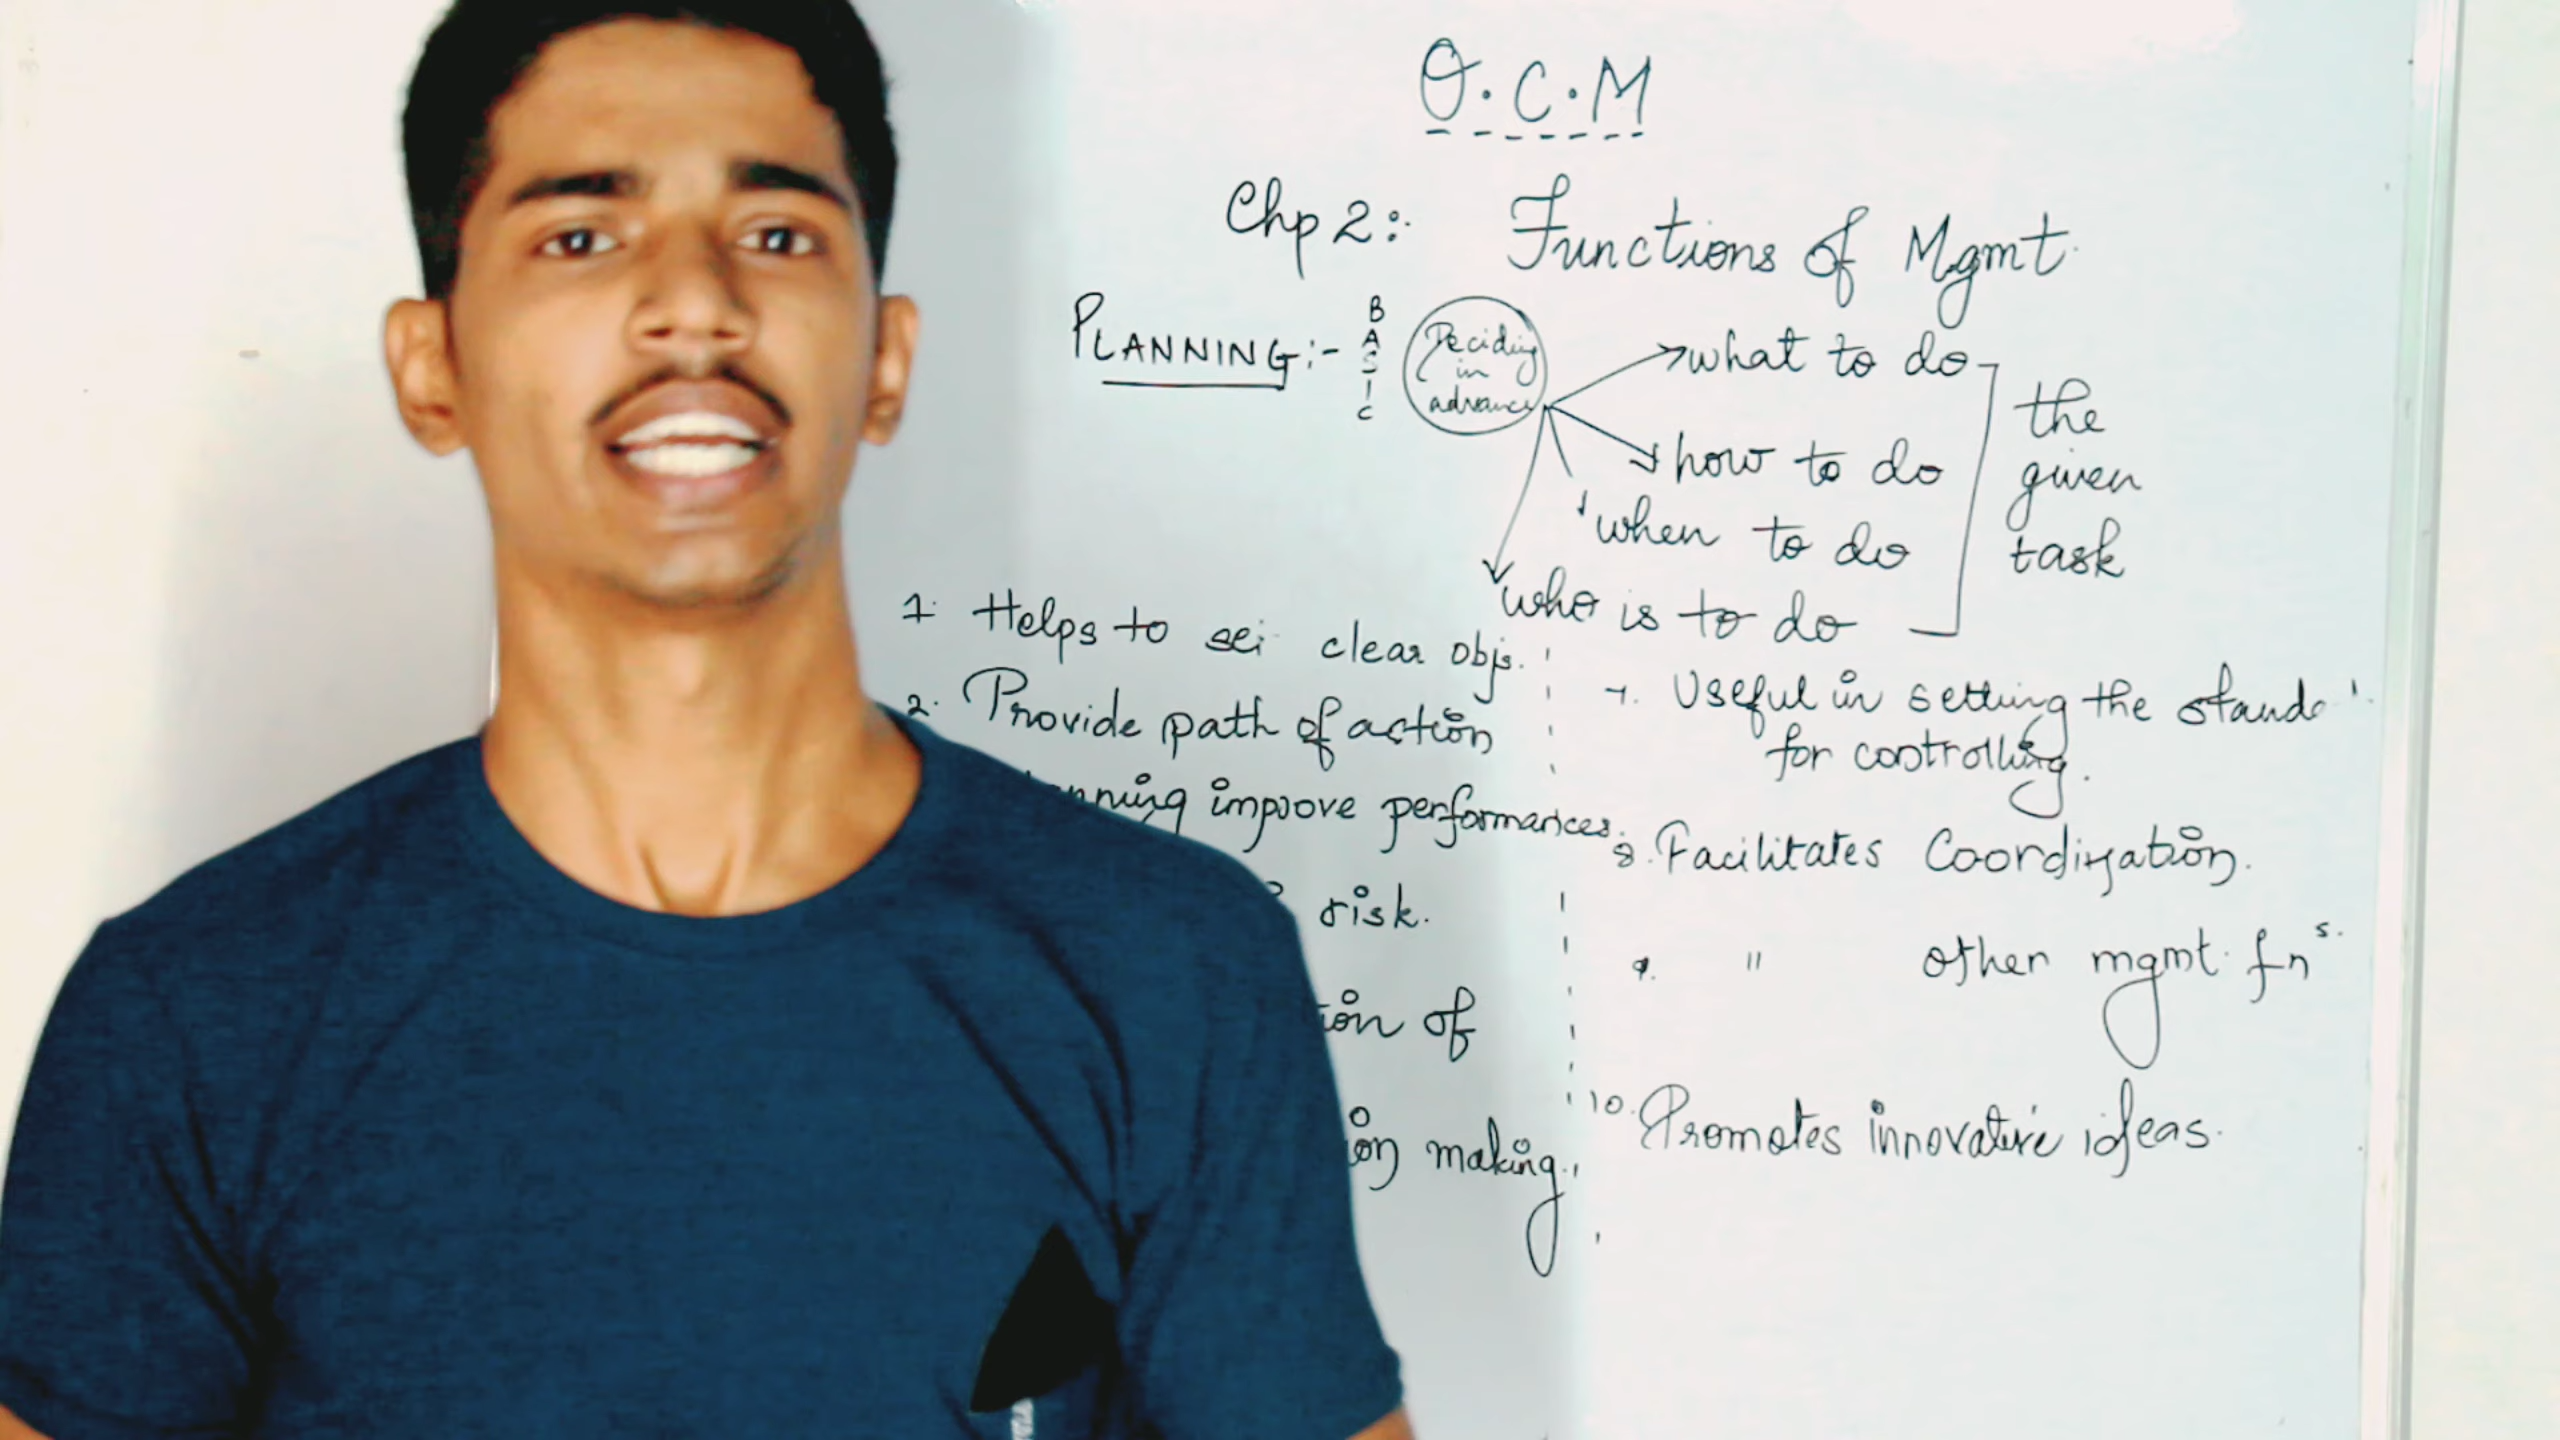 O.C.M
Chp 2:. Functions of Mgmt.
PLANNING:- BASIC Deciding in advance
what to do
how to do
when to do
who is to do
the given task
1. Helps to clear objs.
2. Provide path of action
improve performances.
risk.
of
making.
7. Useful in setting the
for controlling.
8. Facilitates Coordination.
9. " other mgmt. fns.
10. Promotes innovative ideas.